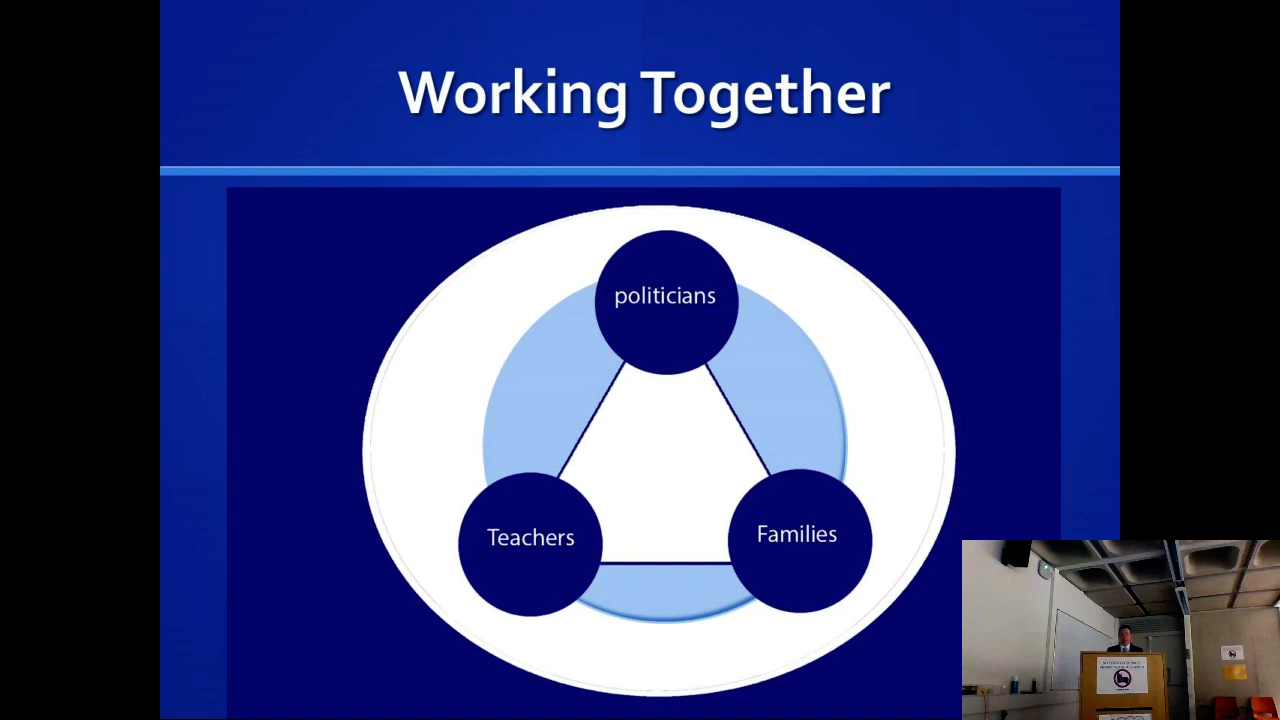 Working Together
politicians
Teachers
Families